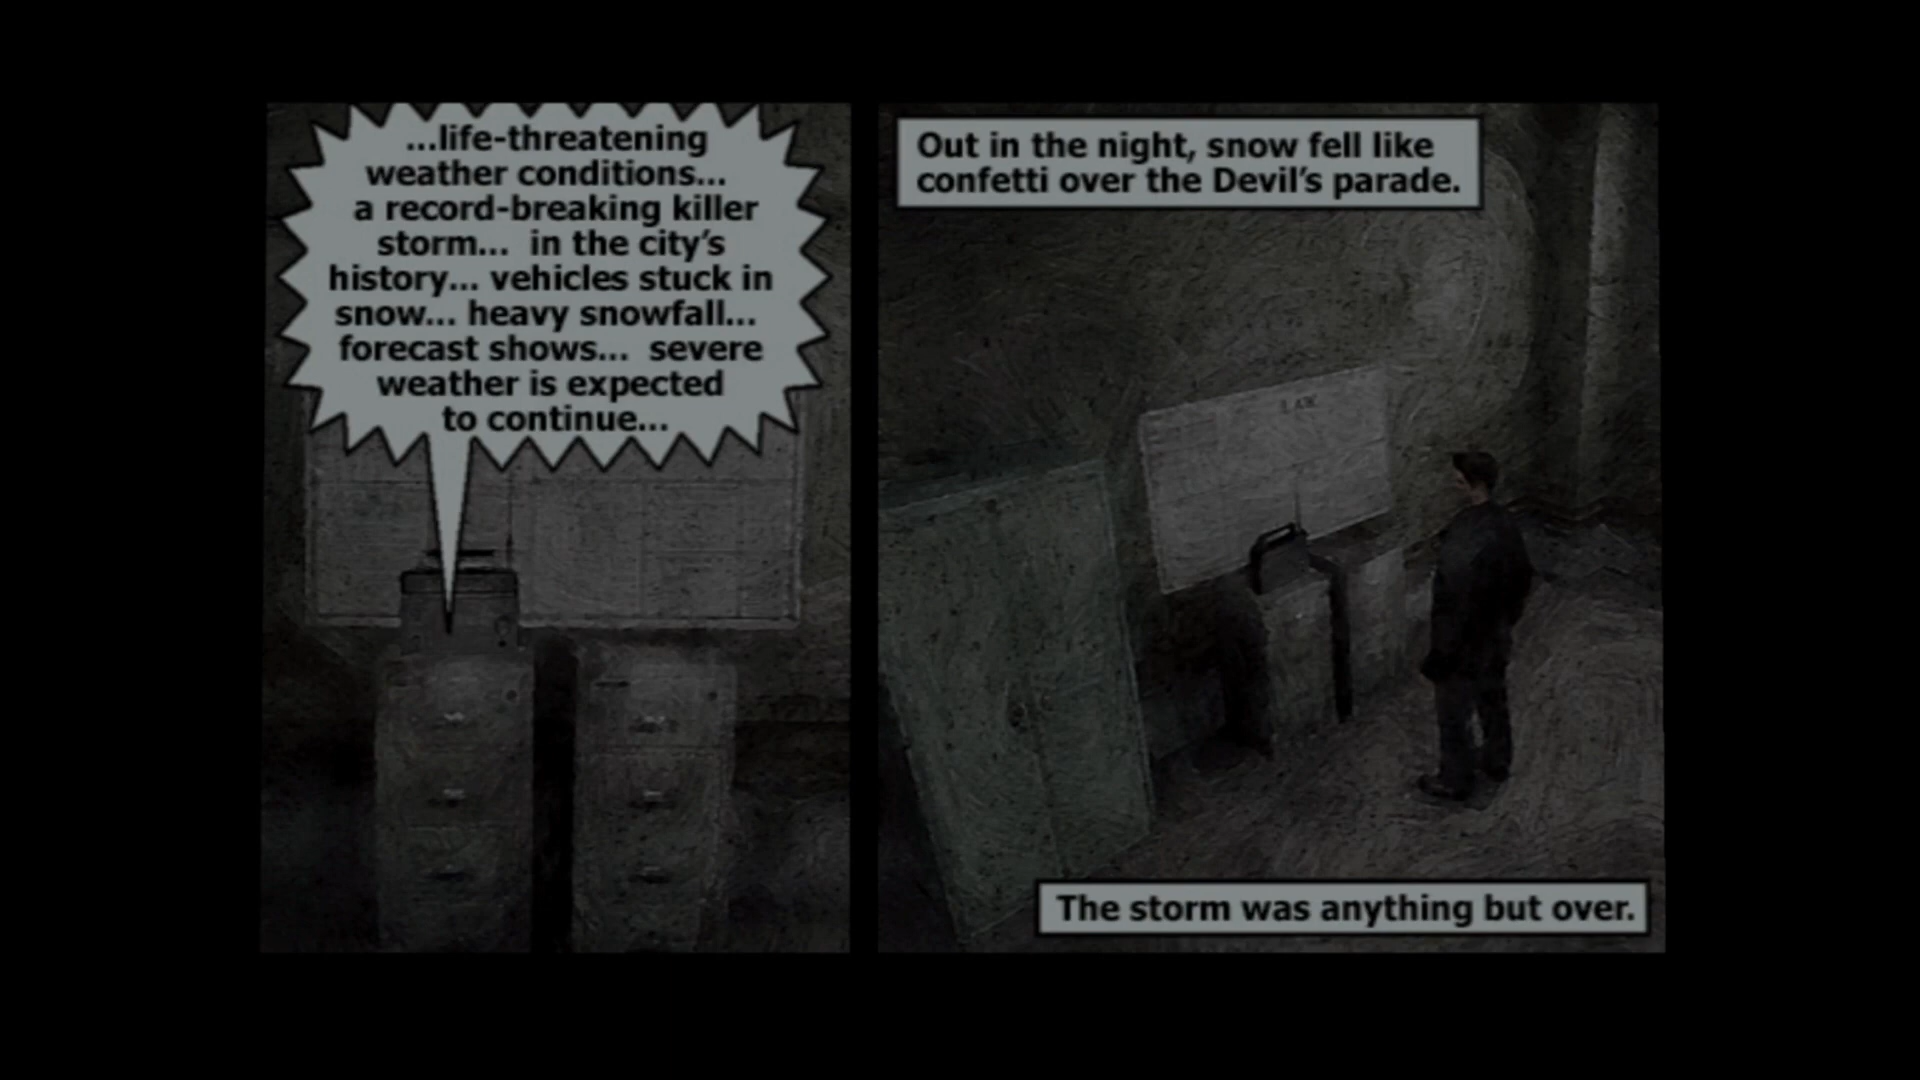 ...life-threatening
weather conditions...
a record-breaking killer
storm... in the city's
history... vehicles stuck in
snow... heavy snowfall...
forecast shows... severe
weather is expected
to continue...
Out in the night, snow fell like
confetti over the Devil's parade.
The storm was anything but over.